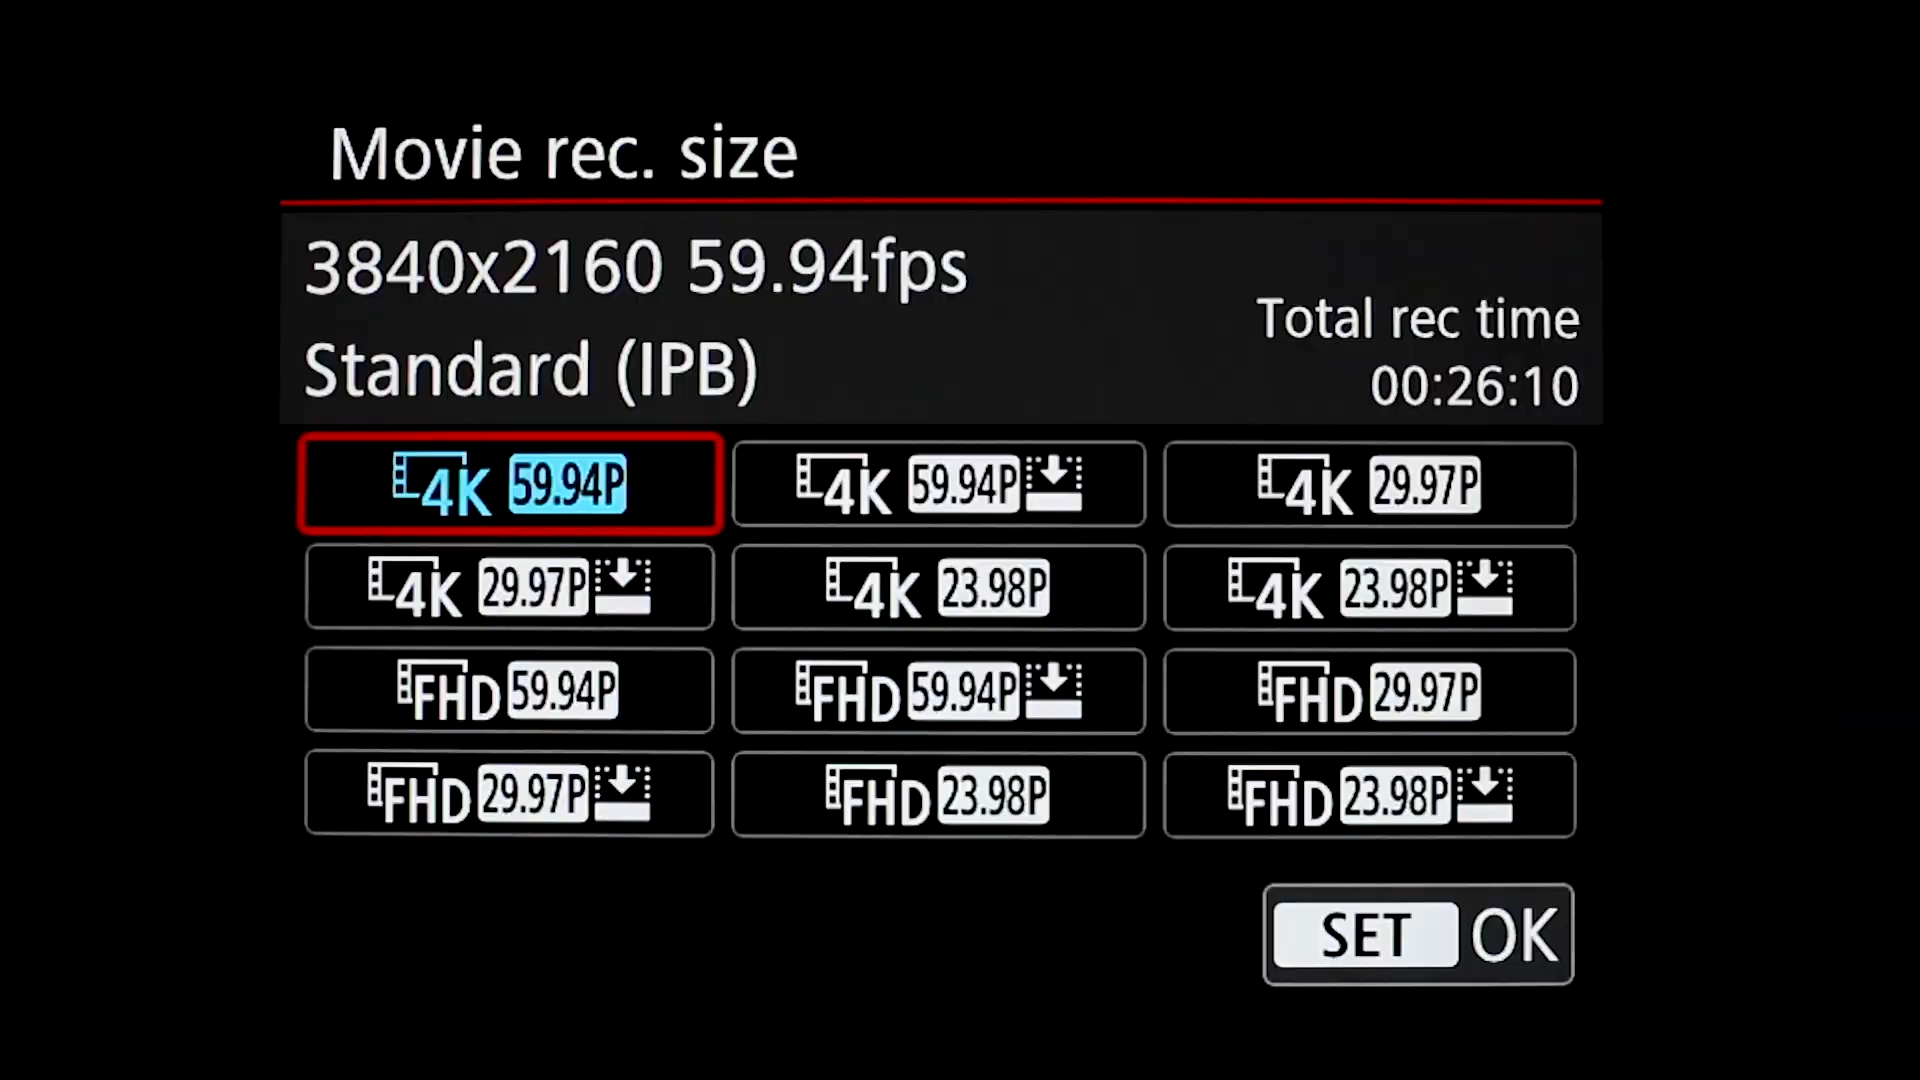 Movie rec. size
3840x2160 59.94fps
Standard (IPB)
Total rec time
00:26:10
4K 59.94P
4K 59.94P
4K 29.97P
4K 29.97P
4K 23.98P
4K 23.98P
FHD 59.94P
FHD 59.94P
FHD 29.97P
FHD 29.97P
FHD 23.98P
FHD 23.98P
SET OK